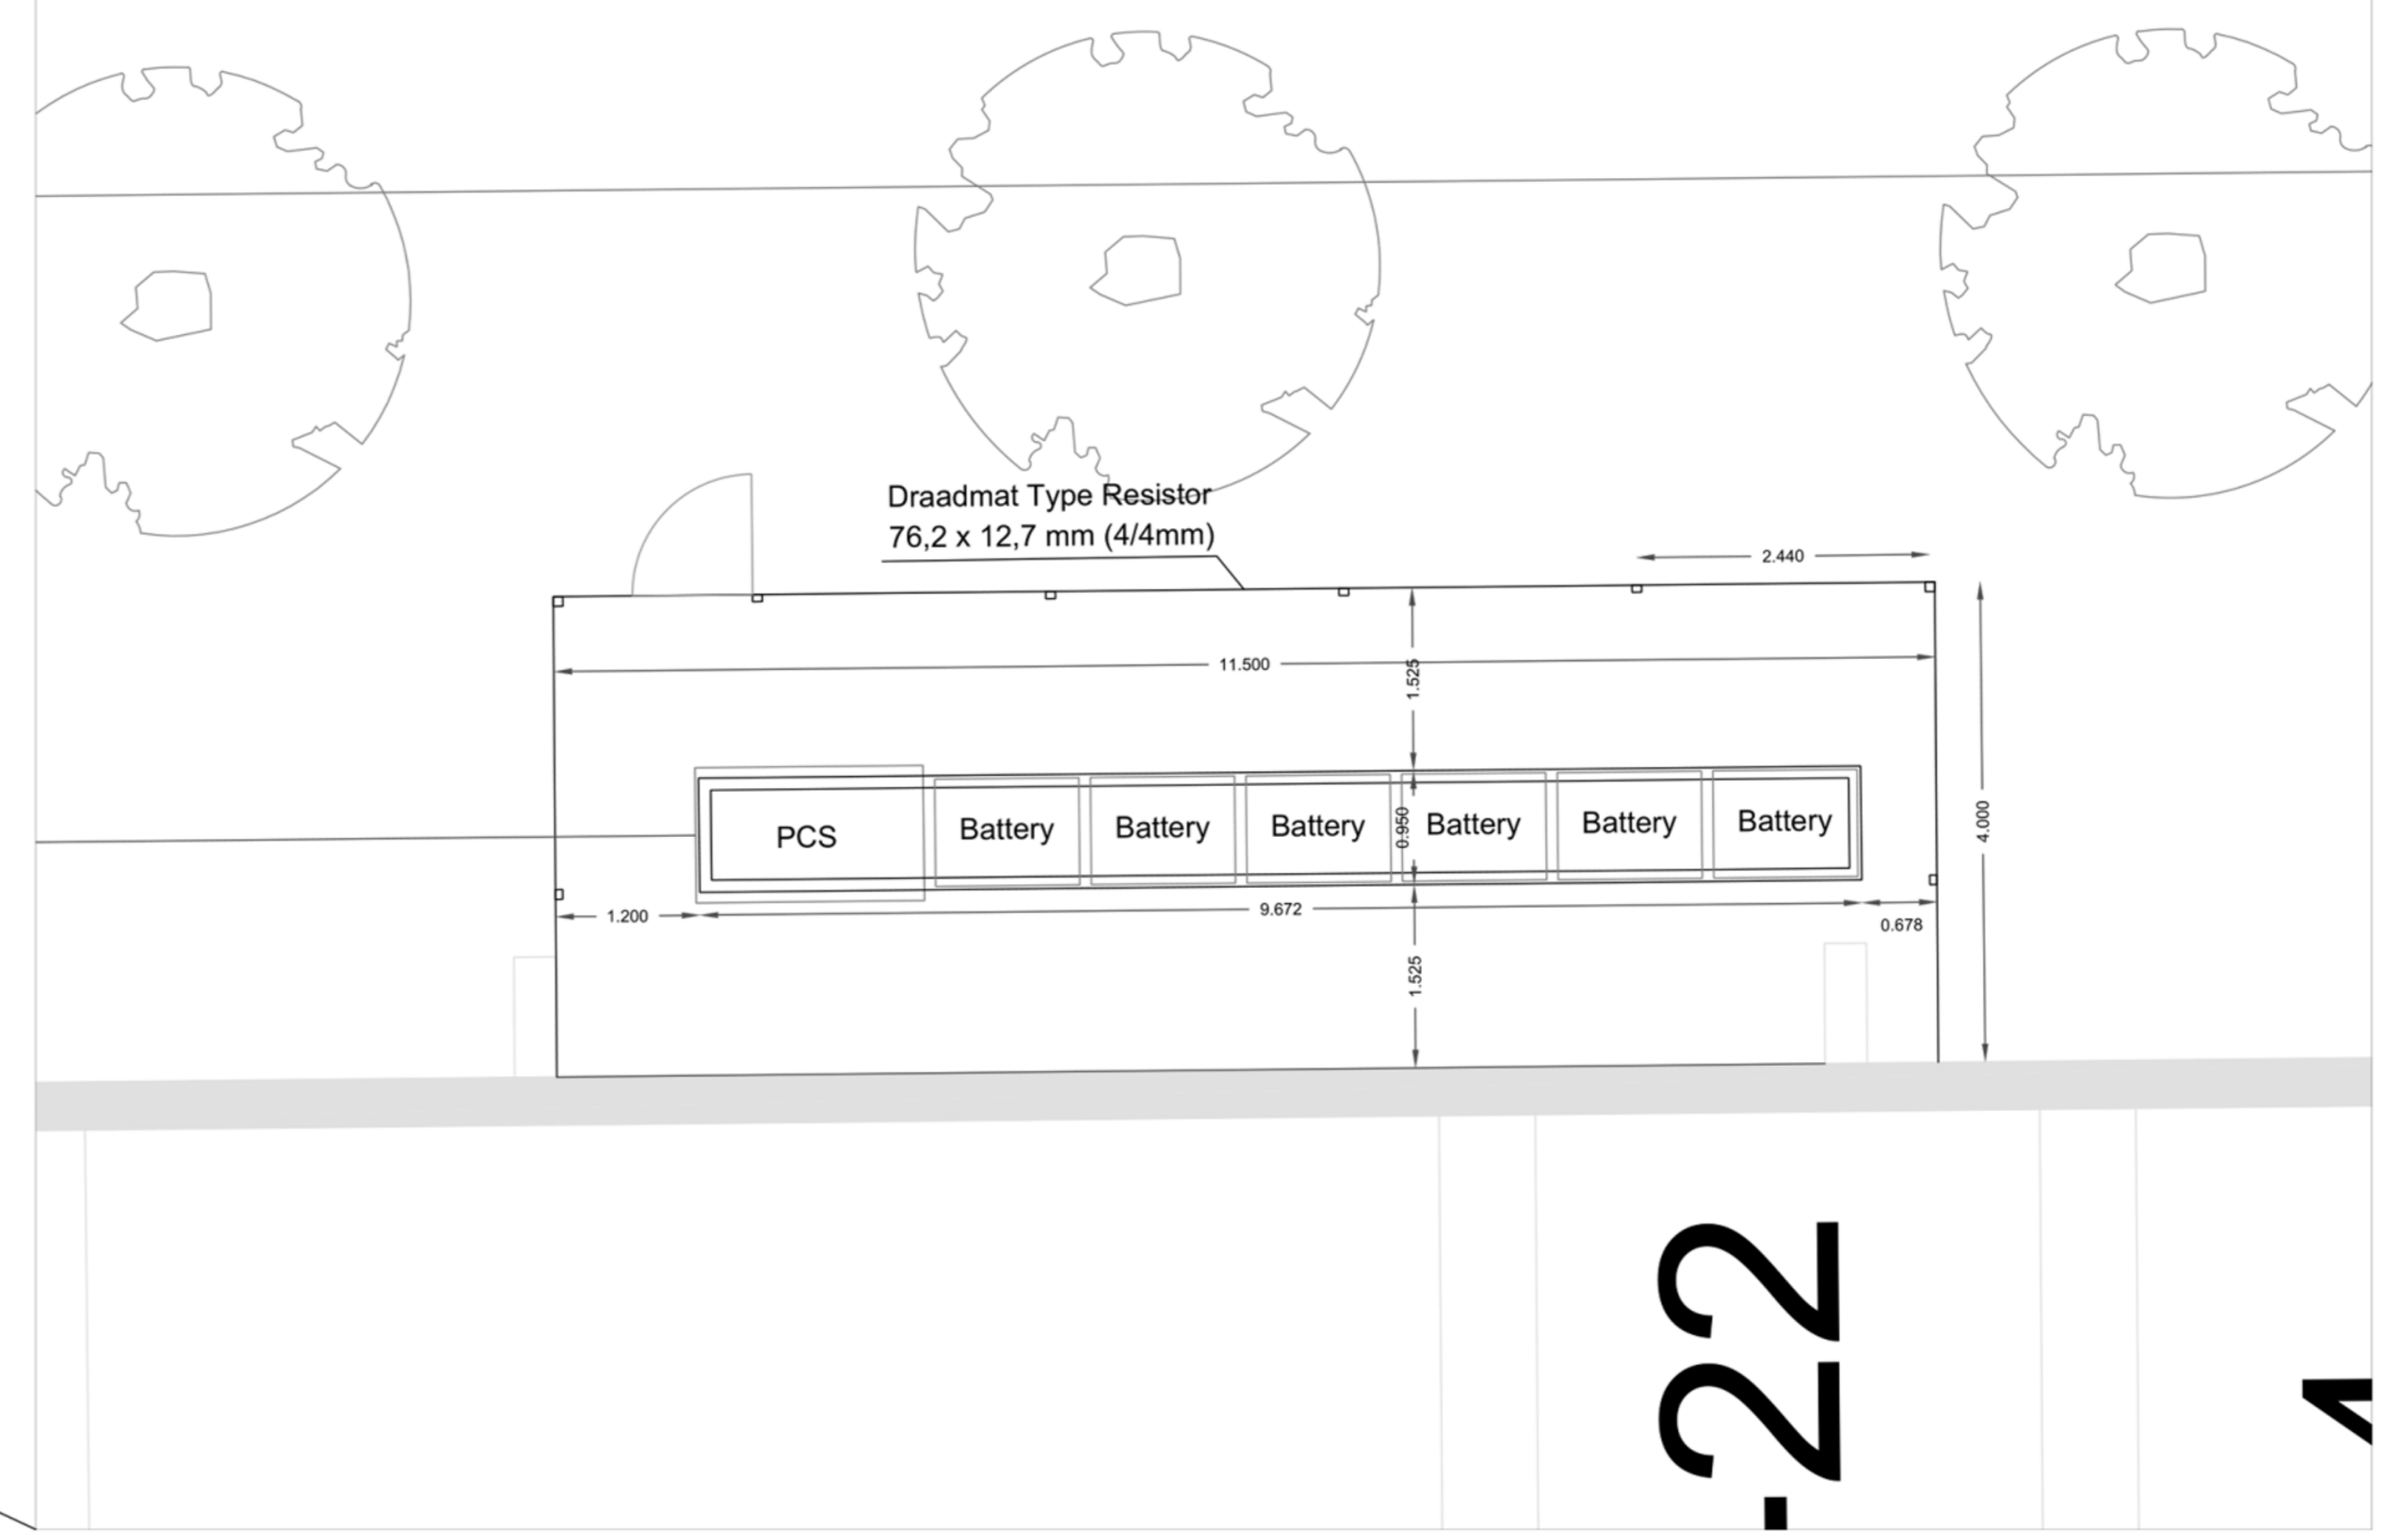 Draadmat Type Resistor
76,2 x 12,7 mm (4/4mm)
2.440
11.500
1.525
4.000
PCS
Battery
Battery
Battery
0.950
Battery
Battery
Battery
1.200
9.672
0.678
1.525
-22